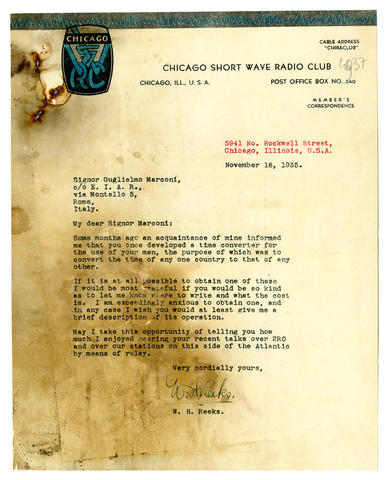 CHICAGO
CABLE ADDRESS
"CHIRACLUB"
CHICAGO SHORT WAVE RADIO CLUB
CHICAGO, ILL., U. S. A.
POST OFFICE BOX NO.
MEMBER'S
CORRESPONDENCE
5941 No. Rockwell Street,
Chicago, Illinois, U.S.A.
November 16, 1935.
Signor Guglielmo Marconi,
c/o E. I. A. R.,
via Montello 5,
Rome,
Italy.
My dear Signor Marconi:
Some months ago an acquaintance of mine informed
me that you once developed a time converter for
the use of your men, the purpose of which was to
convert the time of any one country to that of any
other.
If it is at all possible to obtain one of these
I would be most grateful if you would be so kind
as to let me know where to write and what the cost
is. I am exceedingly anxious to obtain one, and
in any case I wish you would at least give me a
brief description of its operation.
May I take this opportunity of telling you how
much I enjoyed hearing your recent talks over 2RO
and over our stations on this side of the Atlantic
by means of relay.
Very cordially yours,
W. H. Reeks.
W. H. Reeks.